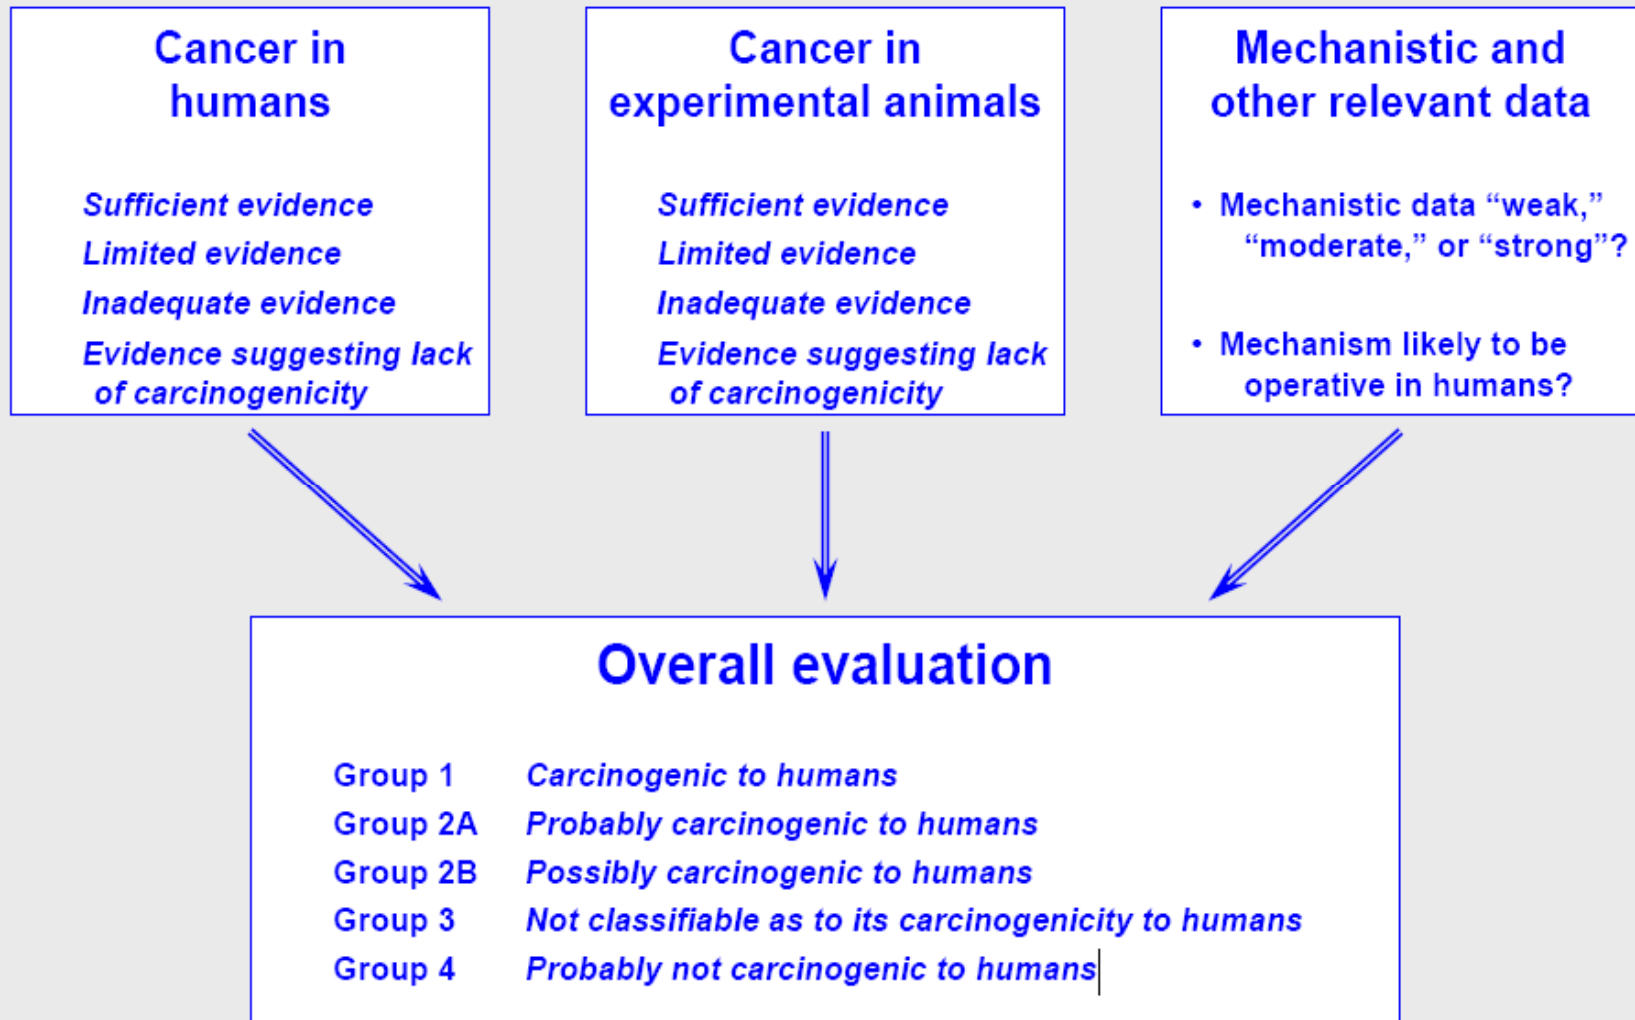 Cancer in
humans
Sufficient evidence
Limited evidence
Inadequate evidence
Evidence suggesting lack
of carcinogenicity
Cancer in
experimental animals
Sufficient evidence
Limited evidence
Inadequate evidence
Evidence suggesting lack
of carcinogenicity
Mechanistic and
other relevant data
• Mechanistic data “weak,”
“moderate,” or “strong”?
• Mechanism likely to be
operative in humans?
Overall evaluation
Group 1 Carcinogenic to humans
Group 2A Probably carcinogenic to humans
Group 2B Possibly carcinogenic to humans
Group 3 Not classifiable as to its carcinogenicity to humans
Group 4 Probably not carcinogenic to humans